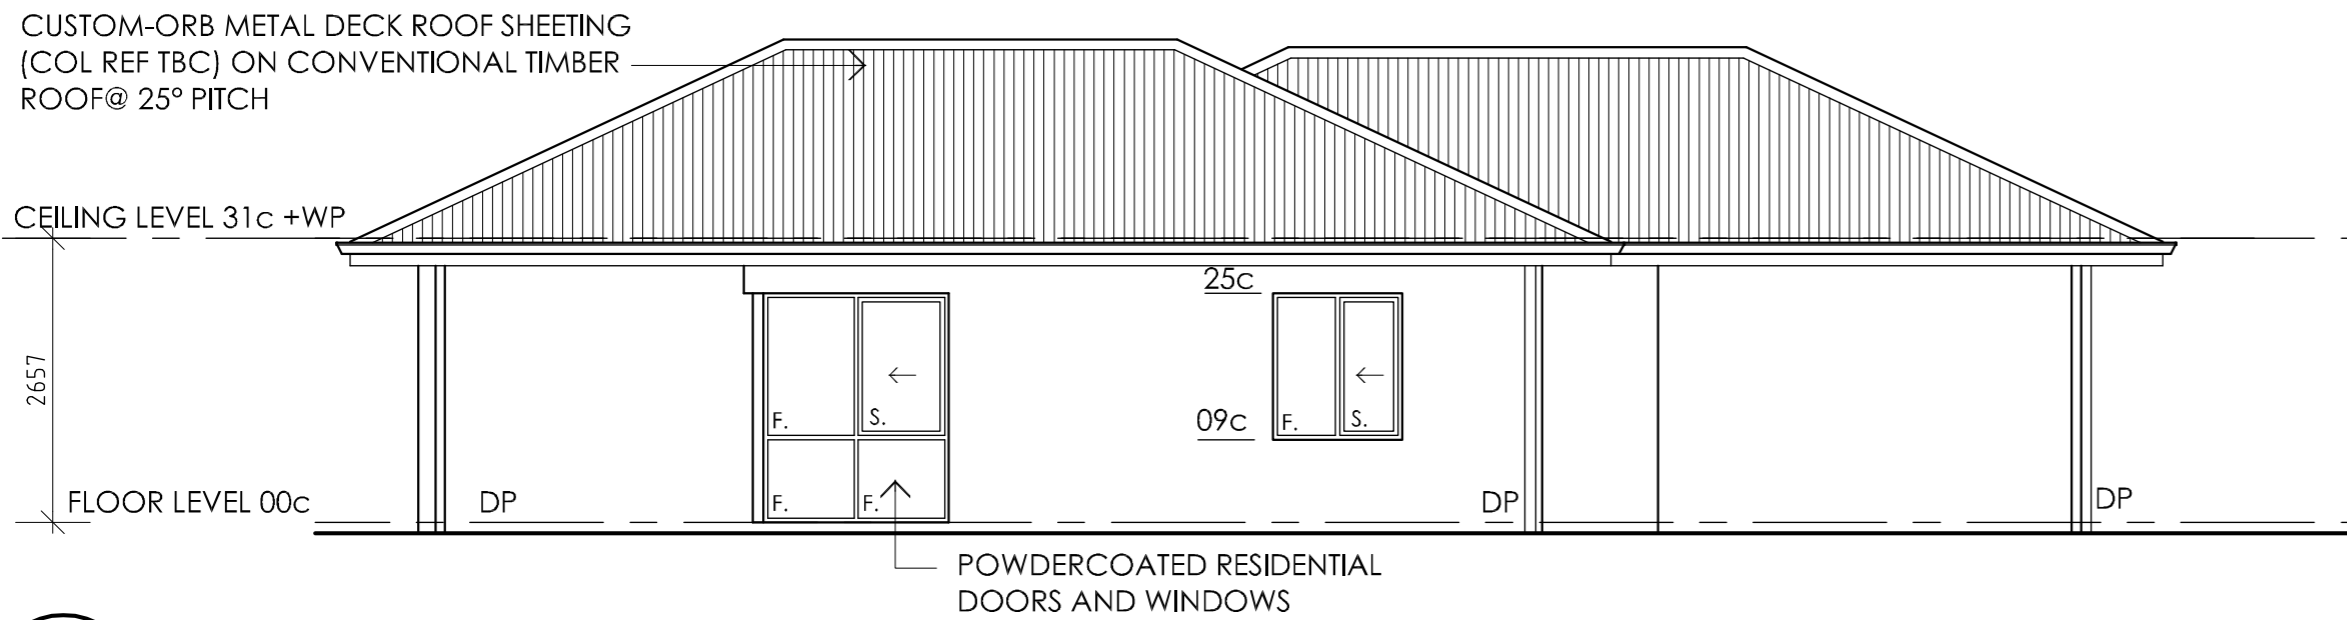 CUSTOM-ORB METAL DECK ROOF SHEETING
(COL REF TBC) ON CONVENTIONAL TIMBER
ROOF@ 25° PITCH
CEILING LEVEL 31c +WP
25c
2657
F.
S.
09c
F.
S.
FLOOR LEVEL 00c
DP
F.
F.
DP
DP
POWDERCOATED RESIDENTIAL
DOORS AND WINDOWS